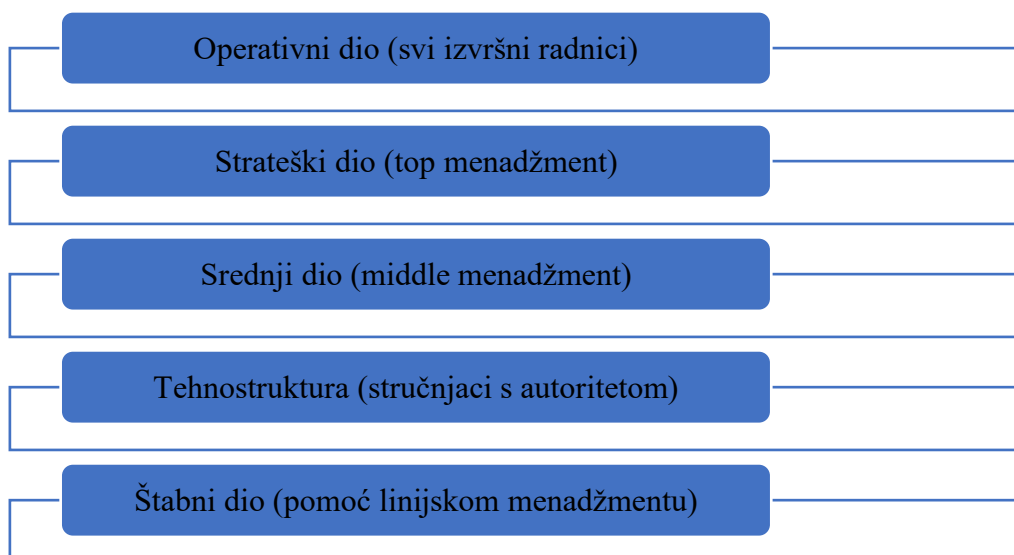 Operativni dio (svi izvršni radnici)
Strateški dio (top menadžment)
Srednji dio (middle menadžment)
Tehnostruktura (stručnjaci s autoritetom)
Štabni dio (pomoć linijskom menadžmentu)